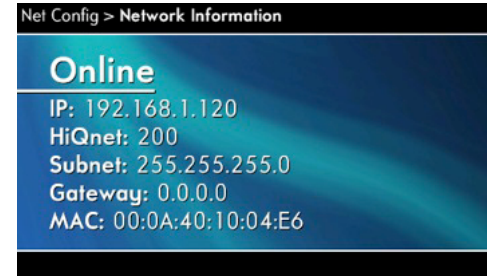 Net Config > Network Information
Online
IP: 192.168.1.120
HiQnet: 200
Subnet: 255.255.255.0
Gateway: 0.0.0.0
MAC: 00:0A:40:10:04:E6